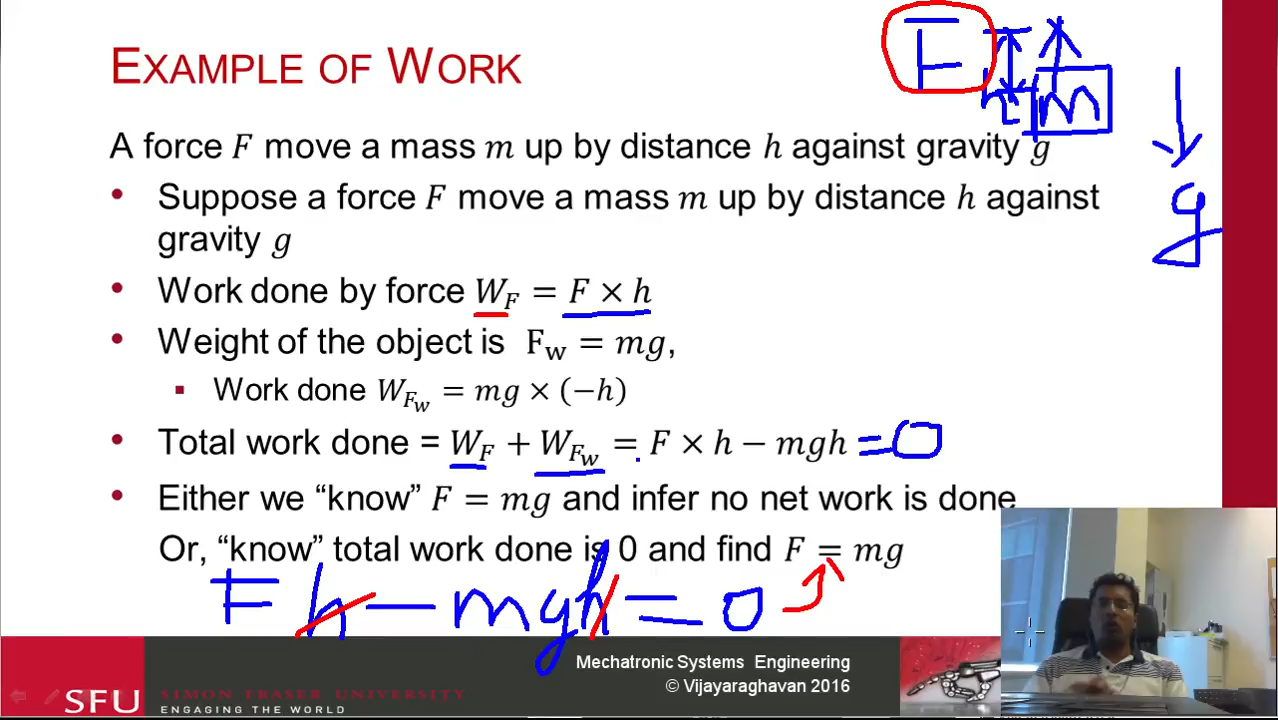 EXAMPLE OF WORK
F
h
m
g
A force F move a mass m up by distance h against gravity g
• Suppose a force F move a mass m up by distance h against
gravity g
• Work done by force W_F = F × h
• Weight of the object is F_w = mg,
▪ Work done W_{F_w} = mg × (−h)
• Total work done = W_F + W_{F_w} = F × h − mgh = 0
• Either we “know” F = mg and infer no net work is done
Or, “know” total work done is 0 and find F = mg
Fh − mgh = 0
Mechatronic Systems Engineering
© Vijayaraghavan 2016
SFU
SIMON FRASER UNIVERSITY
ENGAGING THE WORLD